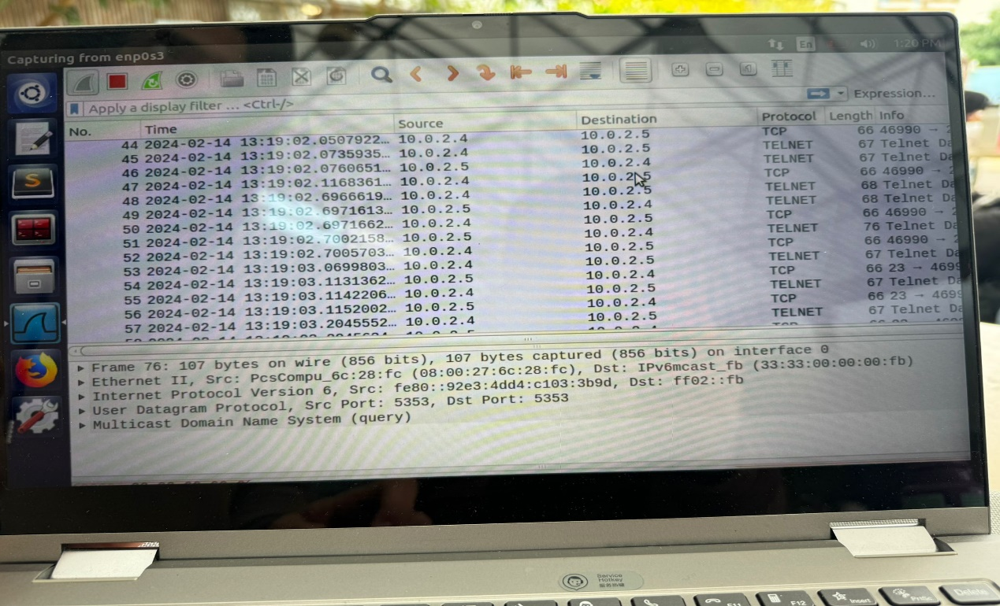 Capturing from enp0s3
En 1:20 PM
Apply a display filter ... <Ctrl-/> Expression...
No. Time Source Destination Protocol Length Info
44 2024-02-14 13:19:02.0507922... 10.0.2.4 10.0.2.5 TCP 66 46990 → 2
45 2024-02-14 13:19:02.0735935... 10.0.2.4 10.0.2.5 TELNET 67 Telnet Da
46 2024-02-14 13:19:02.0760651... 10.0.2.5 10.0.2.4 TELNET 67 Telnet Da
47 2024-02-14 13:19:02.1168361... 10.0.2.4 10.0.2.5 TCP 66 46990 → 2
48 2024-02-14 13:19:02.6966619... 10.0.2.4 10.0.2.5 TELNET 68 Telnet Da
49 2024-02-14 13:19:02.6971613... 10.0.2.5 10.0.2.4 TELNET 68 Telnet Da
50 2024-02-14 13:19:02.6971662... 10.0.2.4 10.0.2.5 TCP 66 46990 → 2
51 2024-02-14 13:19:02.7002158... 10.0.2.5 10.0.2.4 TELNET 76 Telnet Da
52 2024-02-14 13:19:02.7005703... 10.0.2.4 10.0.2.5 TCP 66 46990 → 2
53 2024-02-14 13:19:03.0699803... 10.0.2.4 10.0.2.5 TELNET 67 Telnet Da
54 2024-02-14 13:19:03.1131362... 10.0.2.5 10.0.2.4 TCP 66 23 → 4699
55 2024-02-14 13:19:03.1142206... 10.0.2.4 10.0.2.5 TELNET 67 Telnet Da
56 2024-02-14 13:19:03.1152002... 10.0.2.5 10.0.2.4 TCP 66 23 → 4699
57 2024-02-14 13:19:03.2045552... 10.0.2.4 10.0.2.5 TELNET 67 Telnet Da
Frame 76: 107 bytes on wire (856 bits), 107 bytes captured (856 bits) on interface 0
Ethernet II, Src: PcsCompu_6c:28:fc (08:00:27:6c:28:fc), Dst: IPv6mcast_fb (33:33:00:00:00:fb)
Internet Protocol Version 6, Src: fe80::92e3:4dd4:c103:3b9d, Dst: ff02::fb
User Datagram Protocol, Src Port: 5353, Dst Port: 5353
Multicast Domain Name System (query)
Service
Hotkey
服务热键
F11 F12 Insert PrtSc Delete